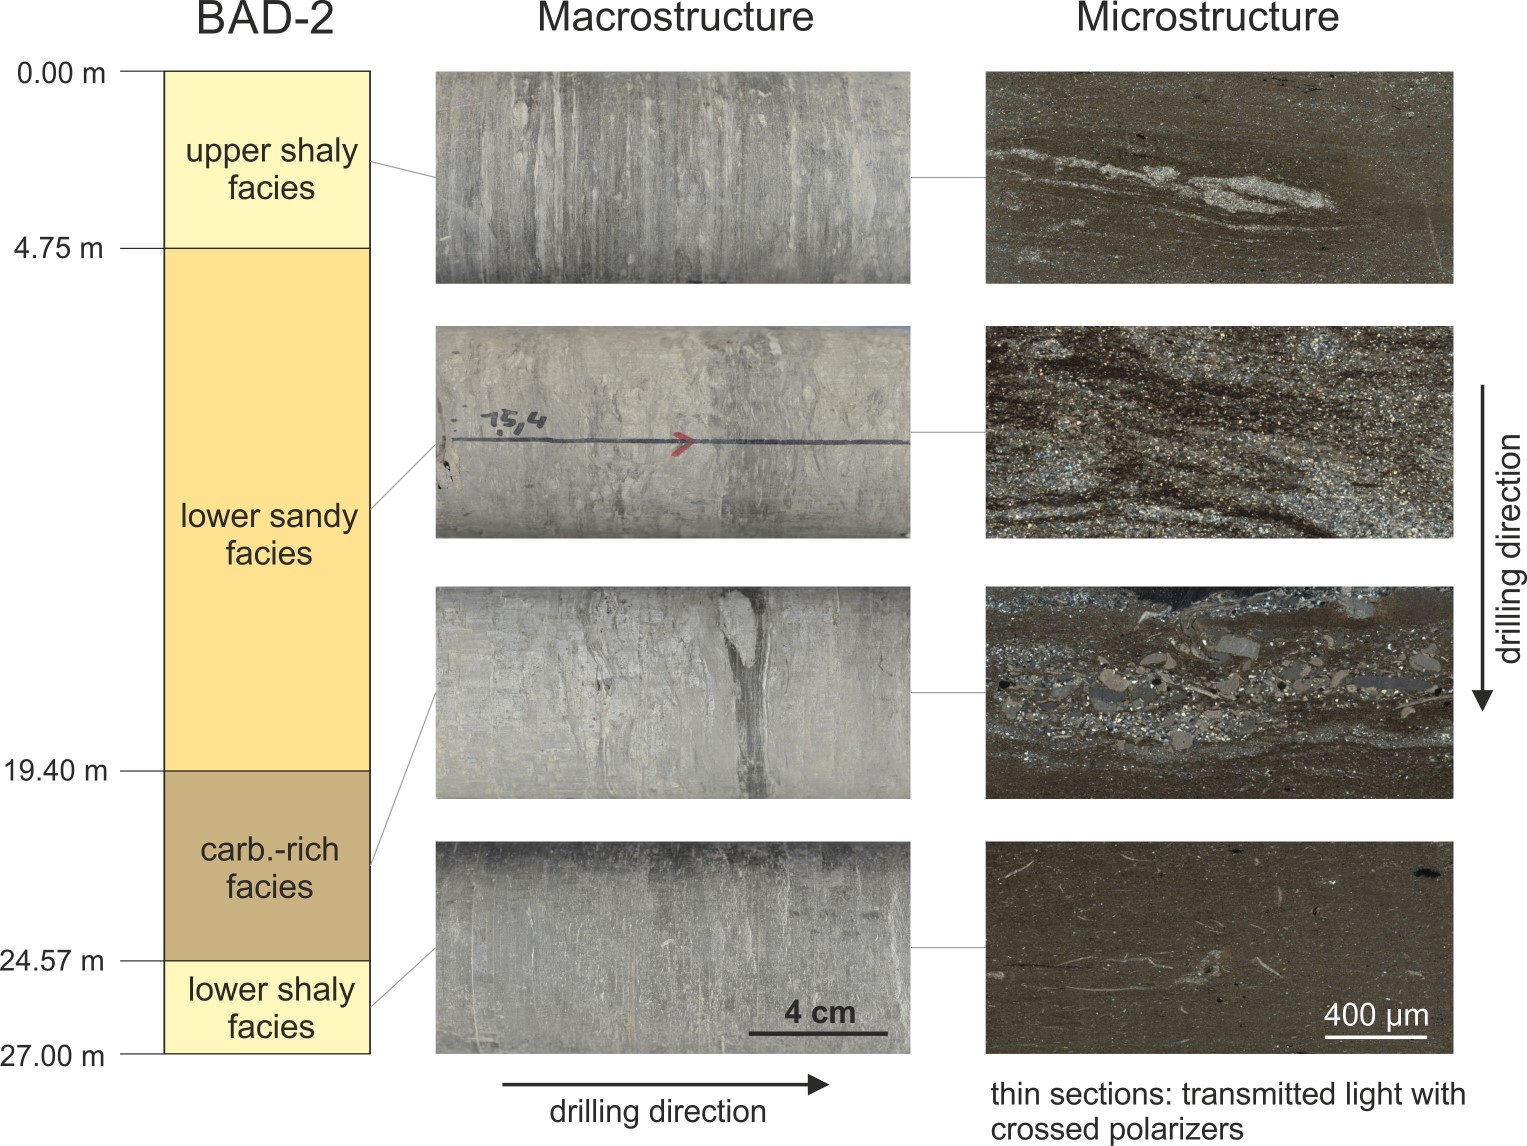 BAD-2
Macrostructure
Microstructure
0.00 m
upper shaly
facies
4.75 m
15,4
lower sandy
facies
19.40 m
carb.-rich
facies
24.57 m
lower shaly
facies
27.00 m
4 cm
drilling direction
400 µm
thin sections: transmitted light with
crossed polarizers
drilling direction